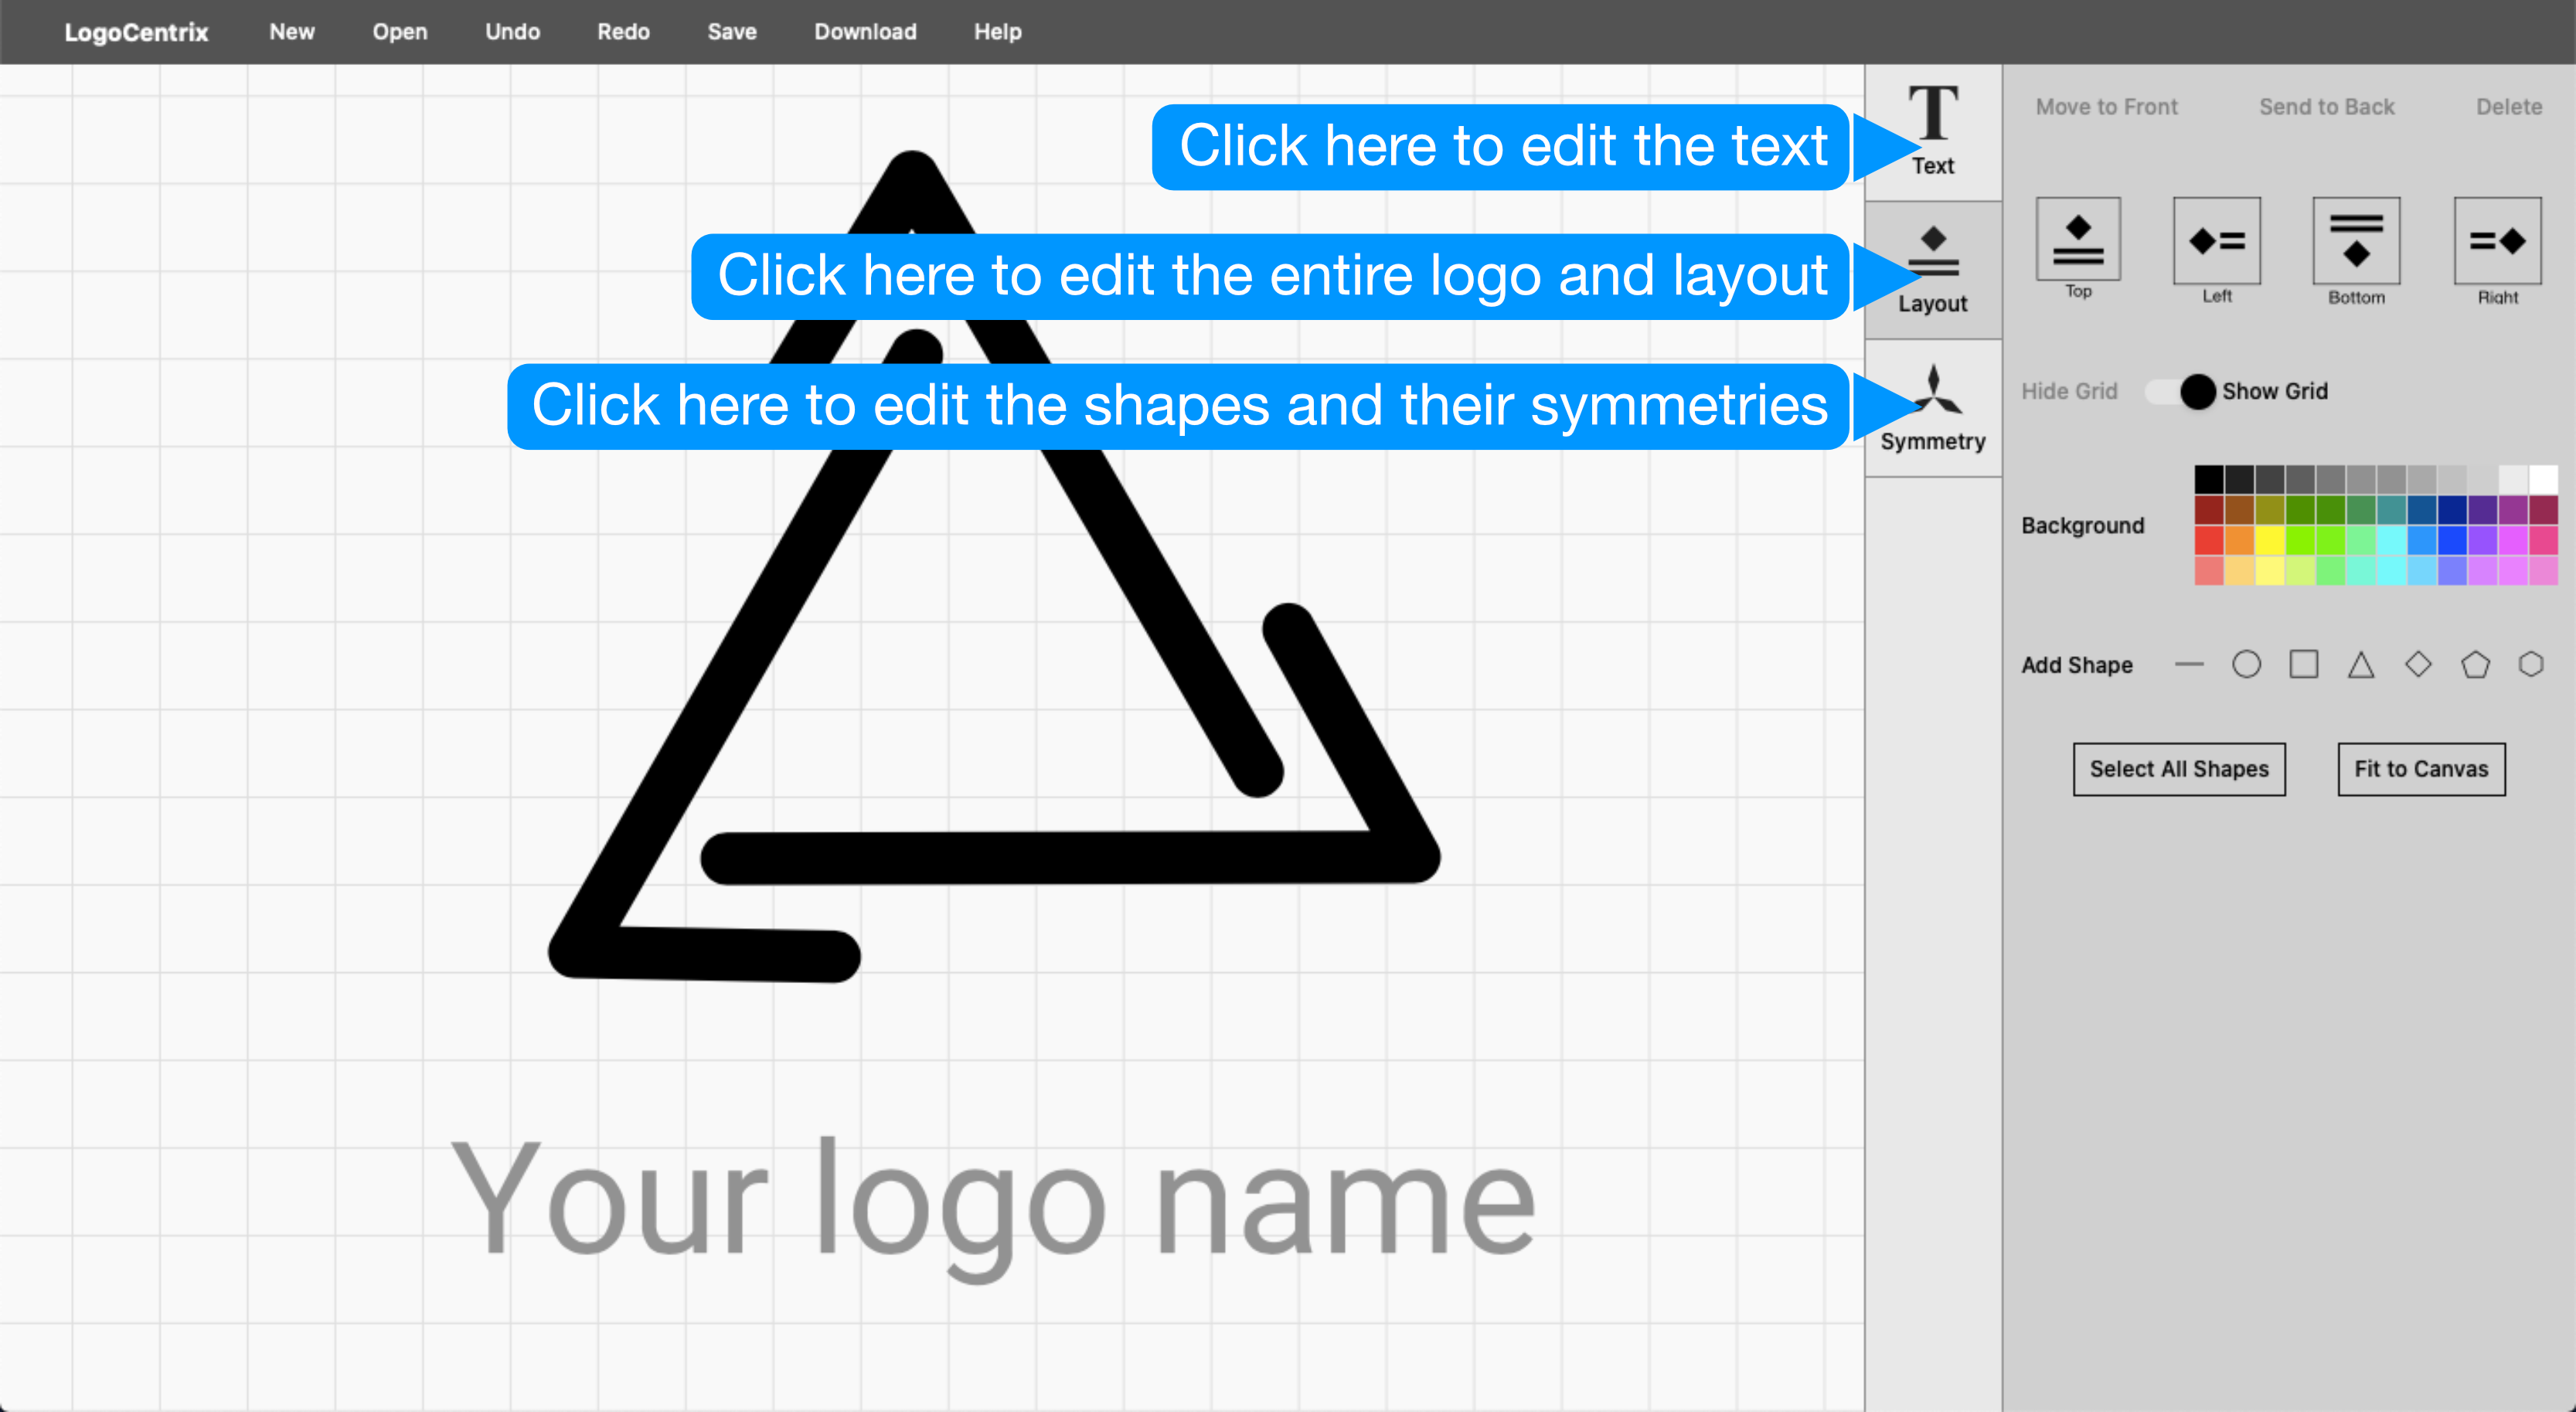 LogoCentrix New Open Undo Redo Save Download Help
Click here to edit the text
Click here to edit the entire logo and layout
Click here to edit the shapes and their symmetries
Your logo name
Text
Layout
Symmetry
Move to Front Send to Back Delete
Top Left Bottom Right
Hide Grid Show Grid
Background
Add Shape
Select All Shapes Fit to Canvas